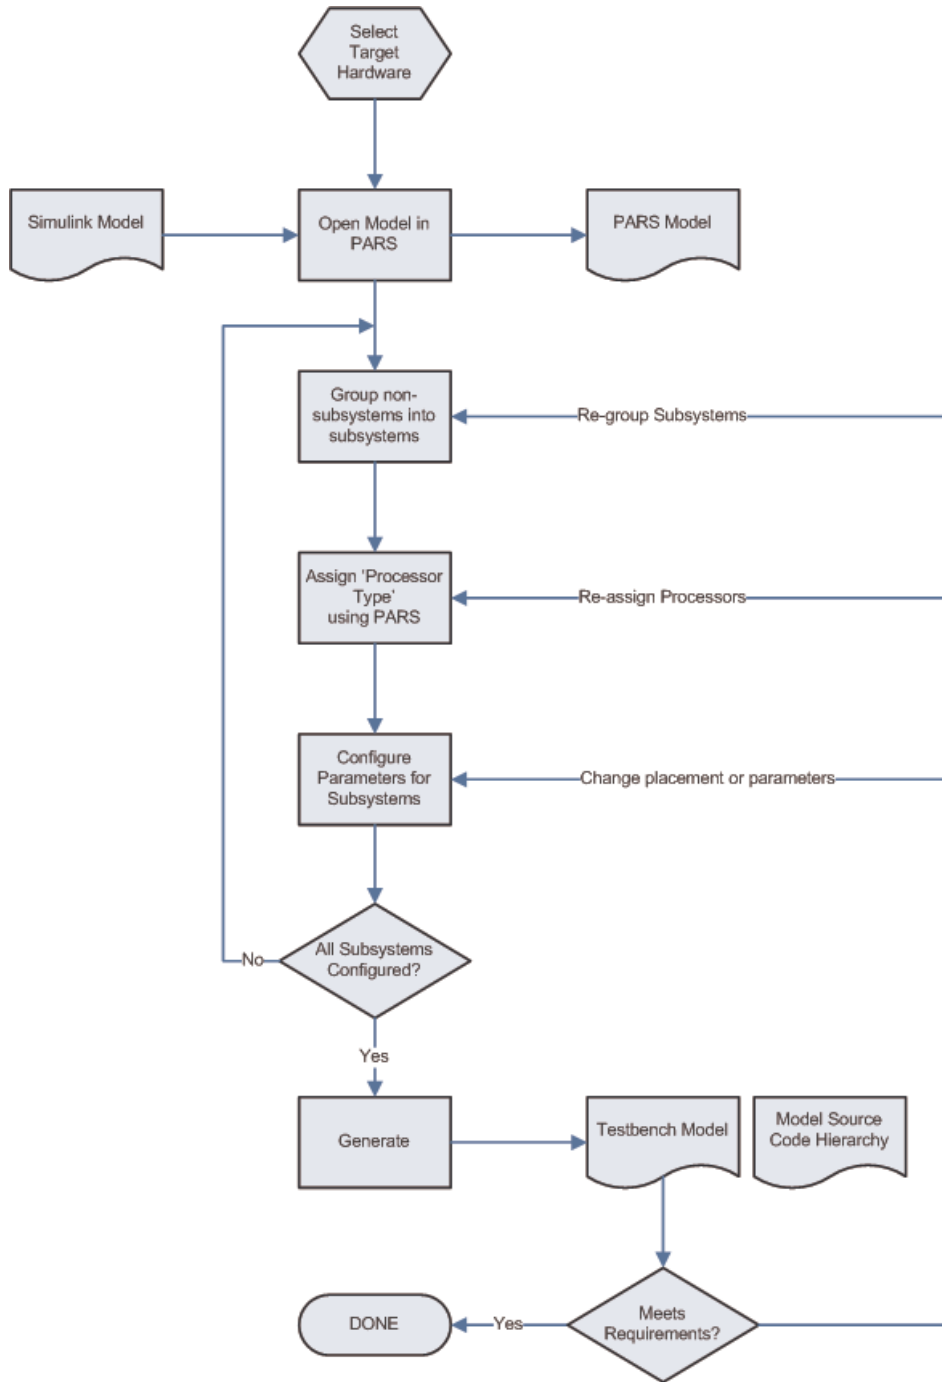 Select
Target
Hardware
Simulink Model
Open Model in
PARS
PARS Model
Group non-
subsystems into
subsystems
Re-group Subsystems
Assign 'Processor
Type'
using PARS
Re-assign Processors
Configure
Parameters for
Subsystems
Change placement or parameters
No
All Subsystems
Configured?
Yes
Generate
Testbench Model
Model Source
Code Hierarchy
DONE
Yes
Meets
Requirements?